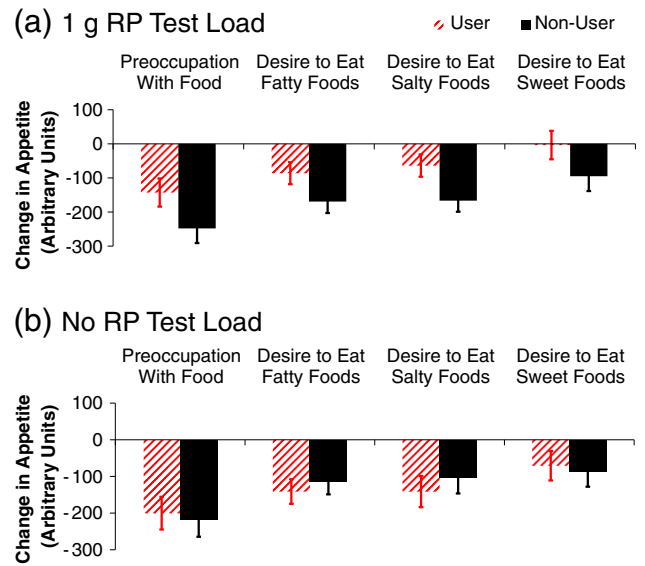 (a) 1 g RP Test Load
User
Non-User
Preoccupation With Food
Desire to Eat Fatty Foods
Desire to Eat Salty Foods
Desire to Eat Sweet Foods
Change in Appetite
(Arbitrary Units)
100
0
-100
-200
-300
(b) No RP Test Load
Preoccupation With Food
Desire to Eat Fatty Foods
Desire to Eat Salty Foods
Desire to Eat Sweet Foods
Change in Appetite
(Arbitrary Units)
100
0
-100
-200
-300